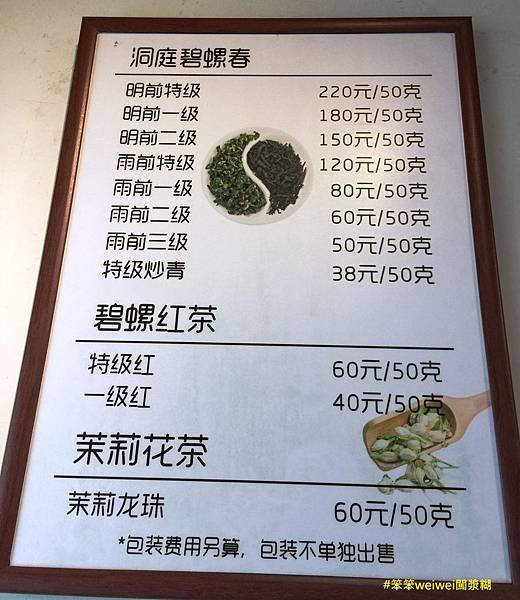 洞庭碧螺春
明前特级 220元/50克
明前一级 180元/50克
明前二级 150元/50克
雨前特级 120元/50克
雨前一级 80元/50克
雨前二级 60元/50克
雨前三级 50元/50克
特级炒青 38元/50克
碧螺红茶
特级红 60元/50克
一级红 40元/50克
茉莉花茶
茉莉龙珠 60元/50克
*包装费用另算，包装不单独出售
#笨笨weiwei闖漿糊